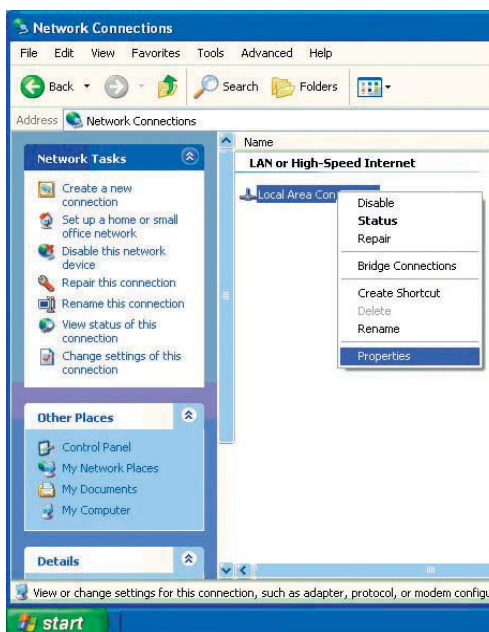 Network Connections
File Edit View Favorites Tools Advanced Help
Back Search Folders
Address Network Connections
Network Tasks
Create a new
connection
Set up a home or small
office network
Disable this network
device
Repair this connection
Rename this connection
View status of this
connection
Change settings of this
connection
Other Places
Control Panel
My Network Places
My Documents
My Computer
Details
Name
LAN or High-Speed Internet
Local Area Con
Disable
Status
Repair
Bridge Connections
Create Shortcut
Delete
Rename
Properties
View or change settings for this connection, such as adapter, protocol, or modem configu
start